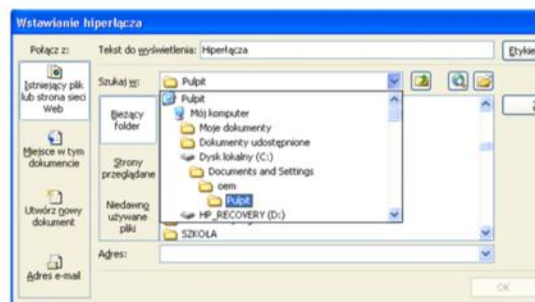 Wstawianie hiperłącza
Połącz z:
Tekst do wyświetlenia: Hiperłącza
Etykie
Istniejący plik
lub strona sieci
Web
Miejsce w tym
dokumencie
Utwórz nowy
dokument
Adres e-mail
Szukaj w: Pulpit
Bieżący
folder
Strony
przeglądane
Niedawno
używane
pliki
Pulpit
Mój komputer
Moje dokumenty
Dokumenty udostępnione
Dysk lokalny (C:)
Documents and Settings
oem
Pulpit
HP_RECOVERY (D:)
SZKOŁA
Adres:
OK